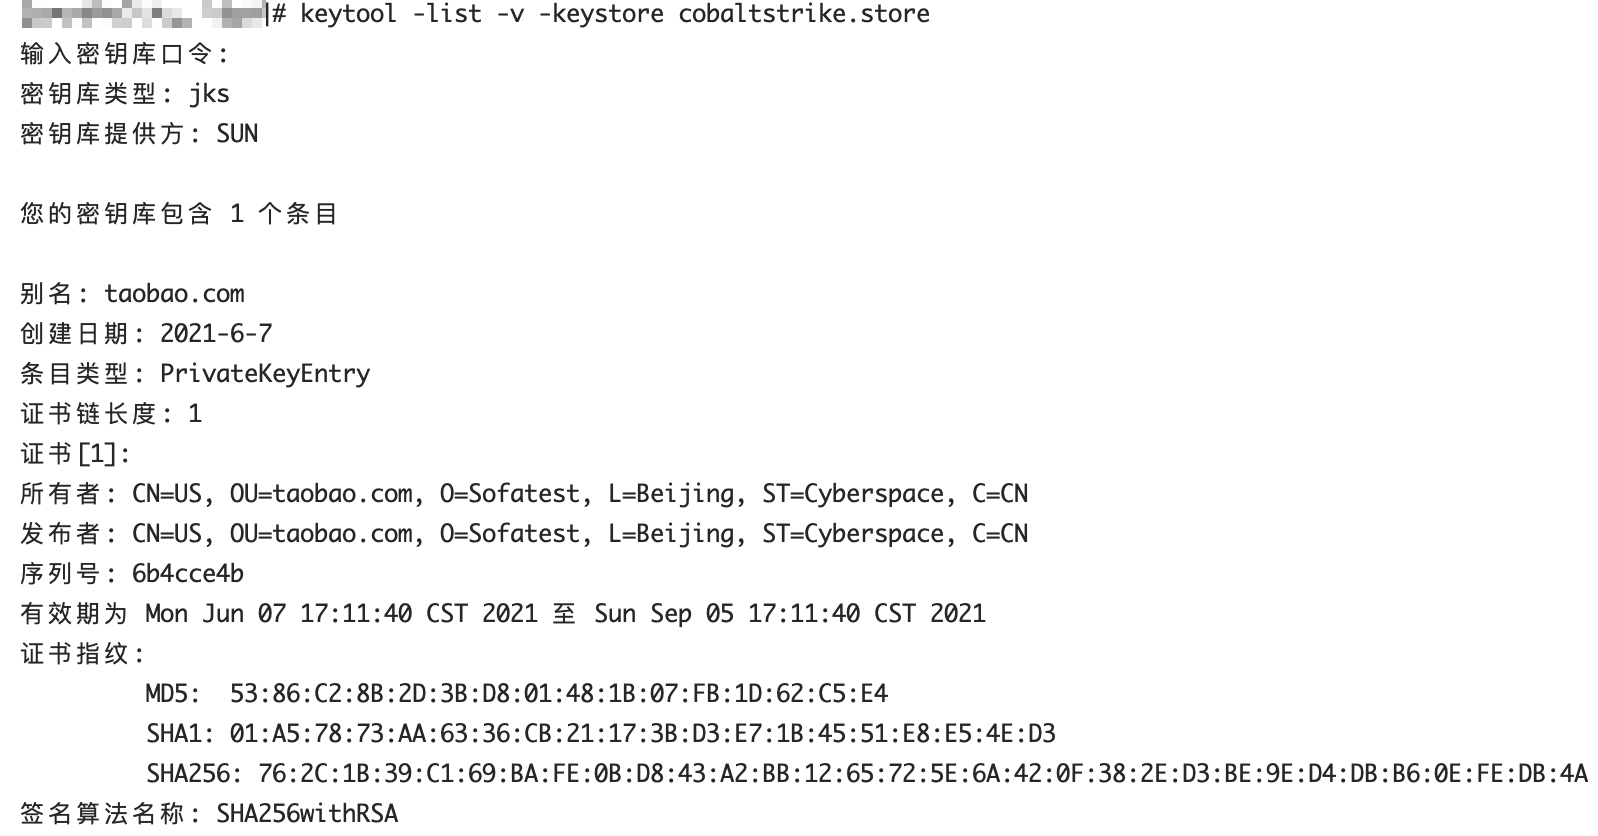 ]# keytool -list -v -keystore cobaltstrike.store
输入密钥库口令:
密钥库类型: jks
密钥库提供方: SUN
您的密钥库包含 1 个条目
别名: taobao.com
创建日期: 2021-6-7
条目类型: PrivateKeyEntry
证书链长度: 1
证书[1]:
所有者: CN=US, OU=taobao.com, O=Sofatest, L=Beijing, ST=Cyberspace, C=CN
发布者: CN=US, OU=taobao.com, O=Sofatest, L=Beijing, ST=Cyberspace, C=CN
序列号: 6b4cce4b
有效期为 Mon Jun 07 17:11:40 CST 2021 至 Sun Sep 05 17:11:40 CST 2021
证书指纹:
MD5: 53:86:C2:8B:2D:3B:D8:01:48:1B:07:FB:1D:62:C5:E4
SHA1: 01:A5:78:73:AA:63:36:CB:21:17:3B:D3:E7:1B:45:51:E8:E5:4E:D3
SHA256: 76:2C:1B:39:C1:69:BA:FE:0B:D8:43:A2:BB:12:65:72:5E:6A:42:0F:38:2E:D3:BE:9E:D4:DB:B6:0E:FE:DB:4A
签名算法名称: SHA256withRSA